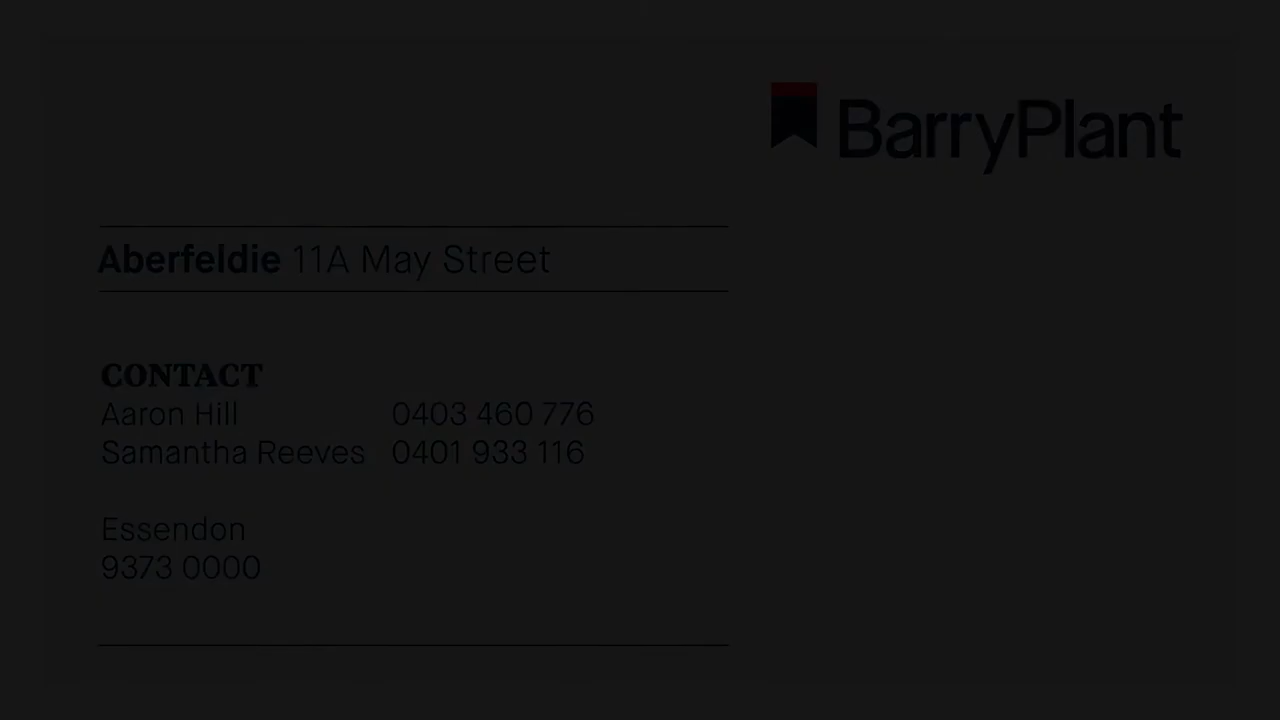 BarryPlant
Aberfeldie 11A May Street
CONTACT
Aaron Hill 0403 460 776
Samantha Reeves 0401 933 116
Essendon
9373 0000